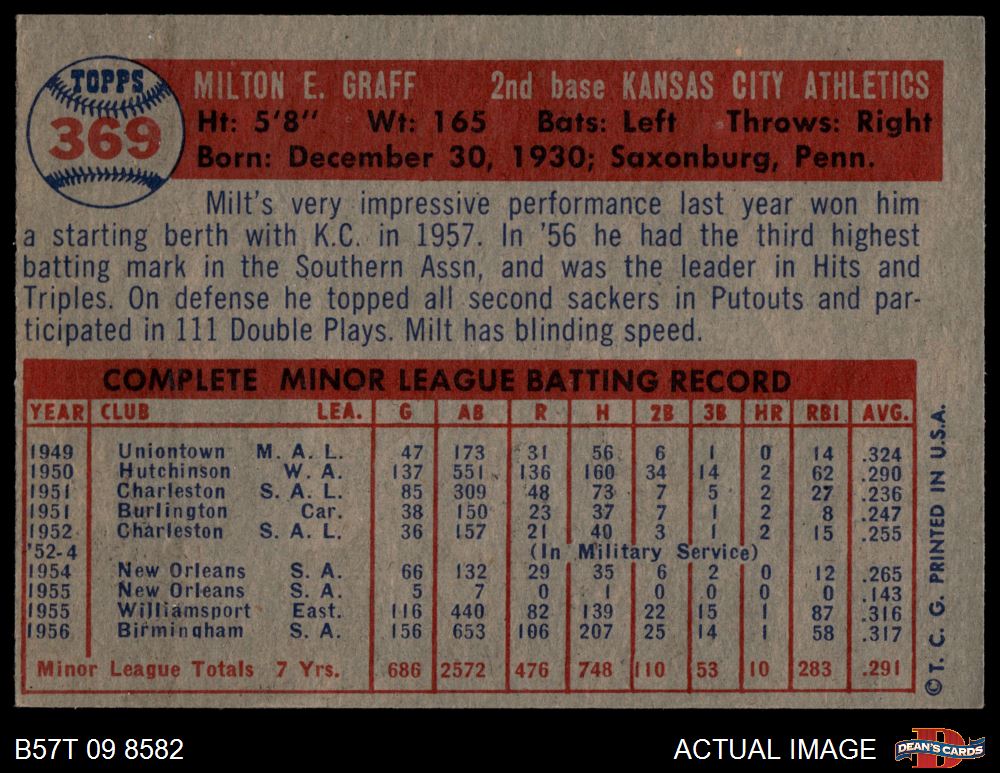 TOPPS
369
MILTON E. GRAFF 2nd base KANSAS CITY ATHLETICS
Ht: 5'8" Wt: 165 Bats: Left Throws: Right
Born: December 30, 1930; Saxonburg, Penn.
Milt's very impressive performance last year won him
a starting berth with K.C. in 1957. In '56 he had the third highest
batting mark in the Southern Assn, and was the leader in Hits and
Triples. On defense he topped all second sackers in Putouts and par-
ticipated in 111 Double Plays. Milt has blinding speed.
COMPLETE MINOR LEAGUE BATTING RECORD
YEAR CLUB LEA. G AB R H 2B 3B HR RBI AVG.
1949 Uniontown M. A. L. 47 173 31 56 6 1 0 14 .324
1950 Hutchinson W. A. 137 551 136 160 34 14 2 62 .290
1951 Charleston S. A. L. 85 309 48 73 7 5 2 27 .236
1951 Burlington Car. 38 150 23 37 7 1 2 8 .247
1952 Charleston S. A. L. 36 157 21 40 3 1 2 15 .255
'52-4 (In Military Service)
1954 New Orleans S. A. 66 132 29 35 6 2 0 12 .265
1955 New Orleans S. A. 5 7 0 1 0 0 0 0 .143
1955 Williamsport East. 116 440 82 139 22 15 1 87 .316
1956 Birmingham S. A. 156 653 106 207 25 14 1 58 .317
Minor League Totals 7 Yrs. 686 2572 476 748 110 53 10 283 .291
© T. C. G. PRINTED IN U.S.A.
B57T 09 8582 ACTUAL IMAGE
DEAN'S CARDS